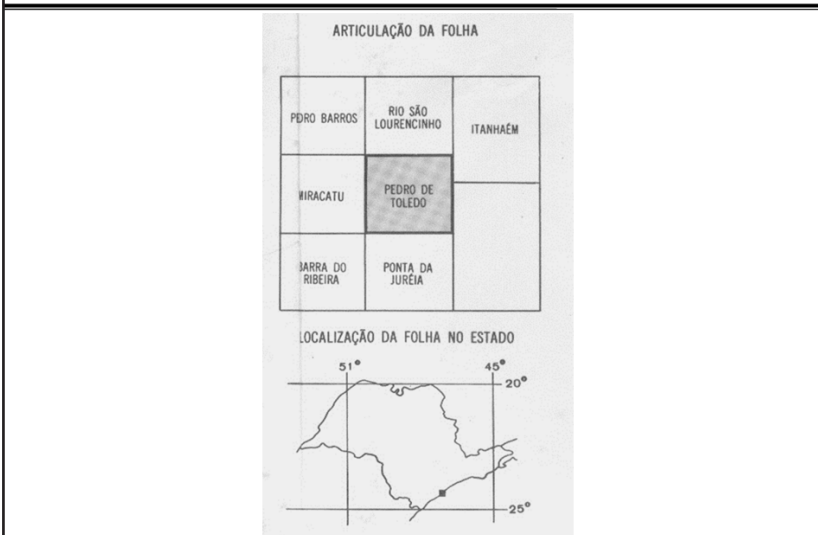 ARTICULAÇÃO DA FOLHA
PEDRO BARROS
RIO SÃO
LOURENCINHO
ITANHAÉM
MIRACATU
PEDRO DE
TOLEDO
BARRA DO
RIBEIRA
PONTA DA
JURÉIA
LOCALIZAÇÃO DA FOLHA NO ESTADO
51°
45°
20°
25°